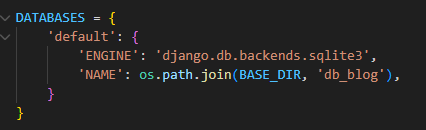 DATABASES = {
    'default': {
        'ENGINE': 'django.db.backends.sqlite3',
        'NAME': os.path.join(BASE_DIR, 'db_blog'),
    }
}